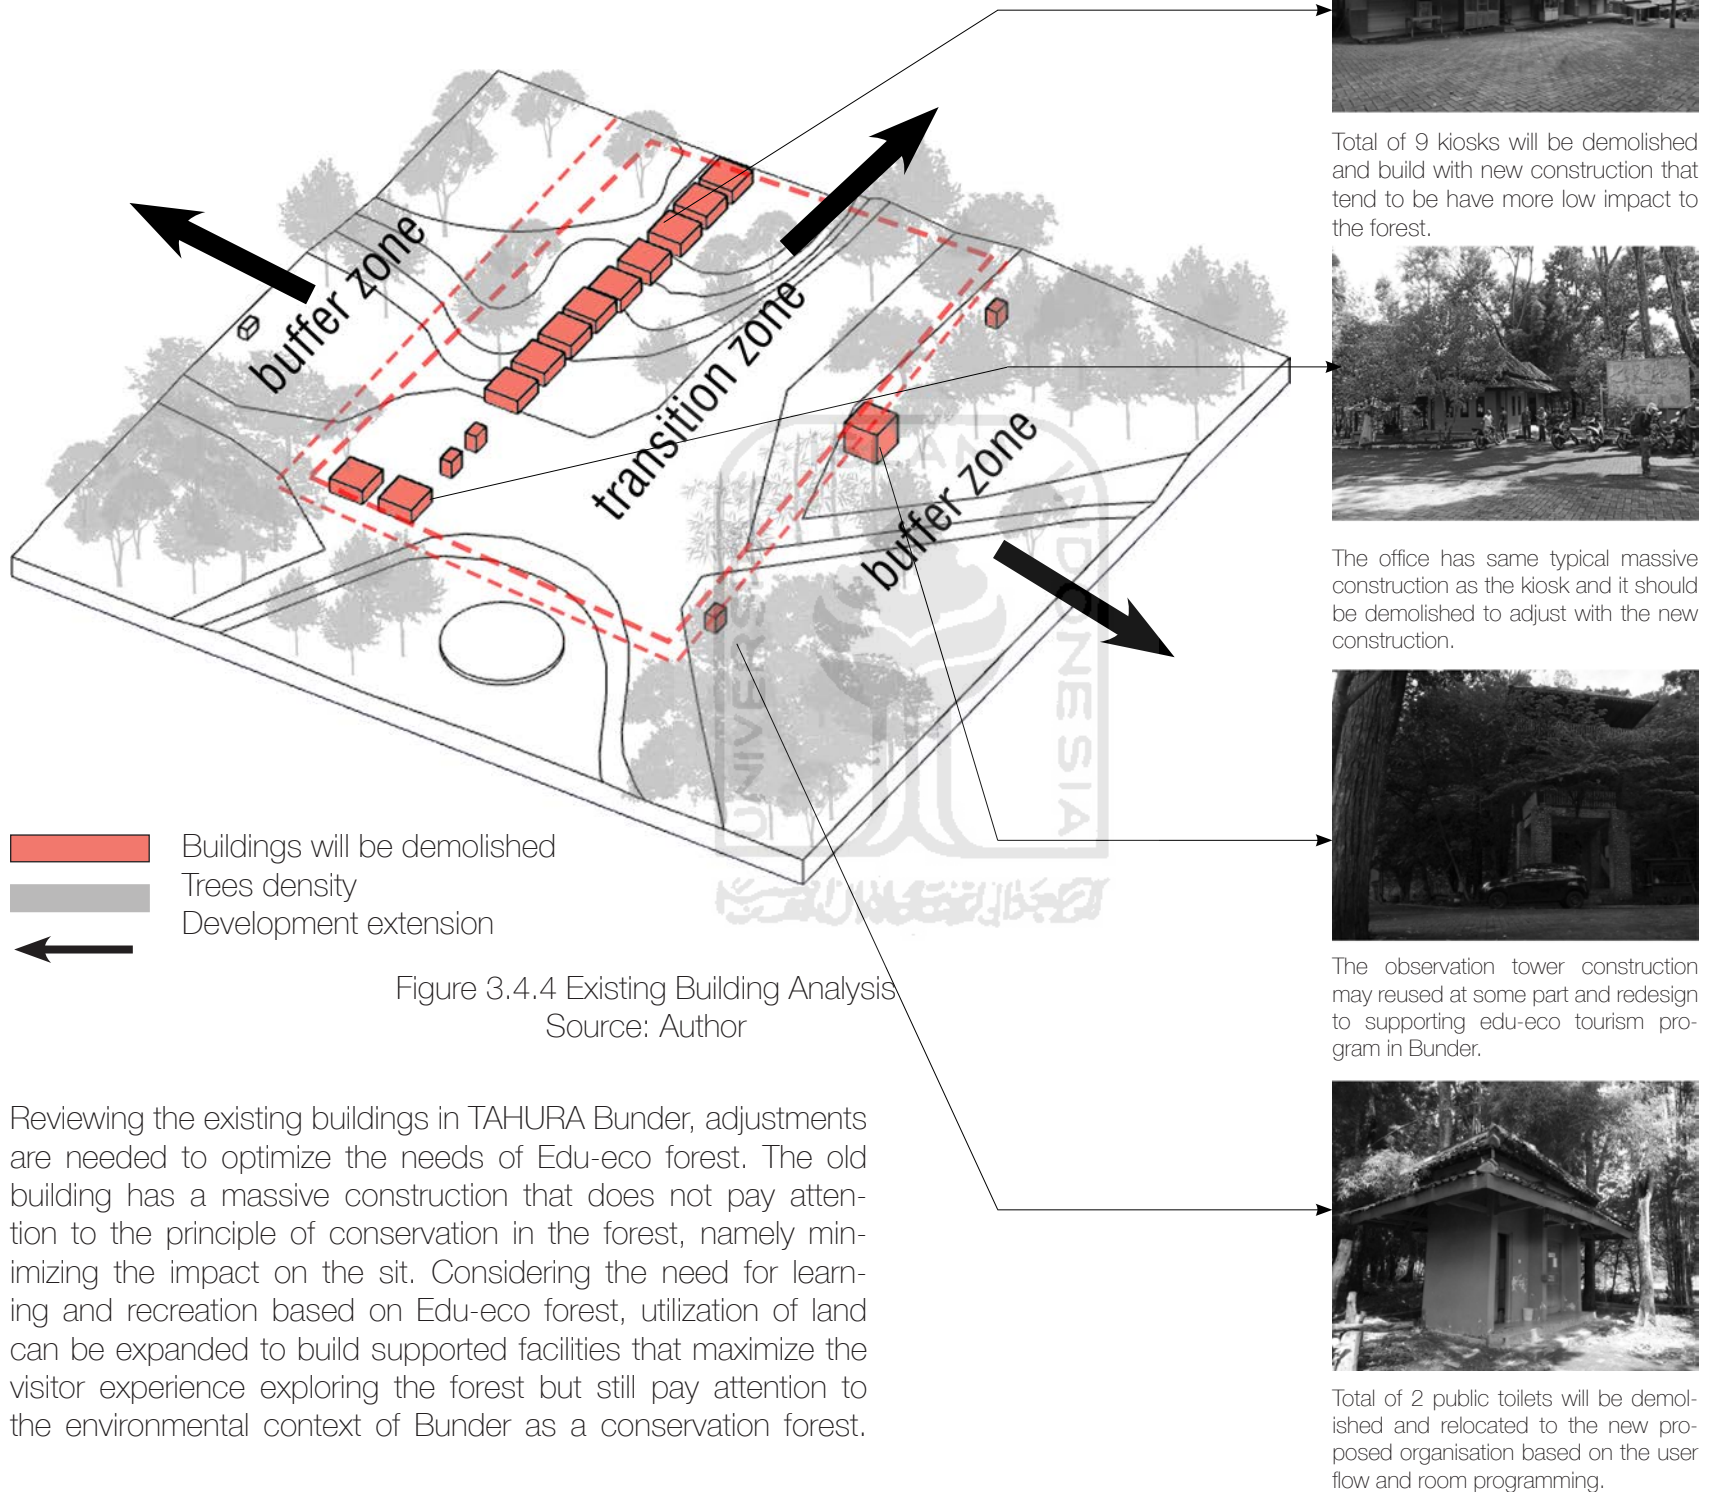 buffer zone
transition zone
buffer zone
UNIVERSI
AN
INDONESIA
Buildings will be demolished
Trees density
Development extension
Figure 3.4.4 Existing Building Analysis
Source: Author
Reviewing the existing buildings in TAHURA Bunder, adjustments
are needed to optimize the needs of Edu-eco forest. The old
building has a massive construction that does not pay atten-
tion to the principle of conservation in the forest, namely min-
imizing the impact on the sit. Considering the need for learn-
ing and recreation based on Edu-eco forest, utilization of land
can be expanded to build supported facilities that maximize the
visitor experience exploring the forest but still pay attention to
the environmental context of Bunder as a conservation forest.
Total of 9 kiosks will be demolished
and build with new construction that
tend to be have more low impact to
the forest.
The office has same typical massive
construction as the kiosk and it should
be demolished to adjust with the new
construction.
The observation tower construction
may reused at some part and redesign
to supporting edu-eco tourism pro-
gram in Bunder.
Total of 2 public toilets will be demol-
ished and relocated to the new pro-
posed organisation based on the user
flow and room programming.